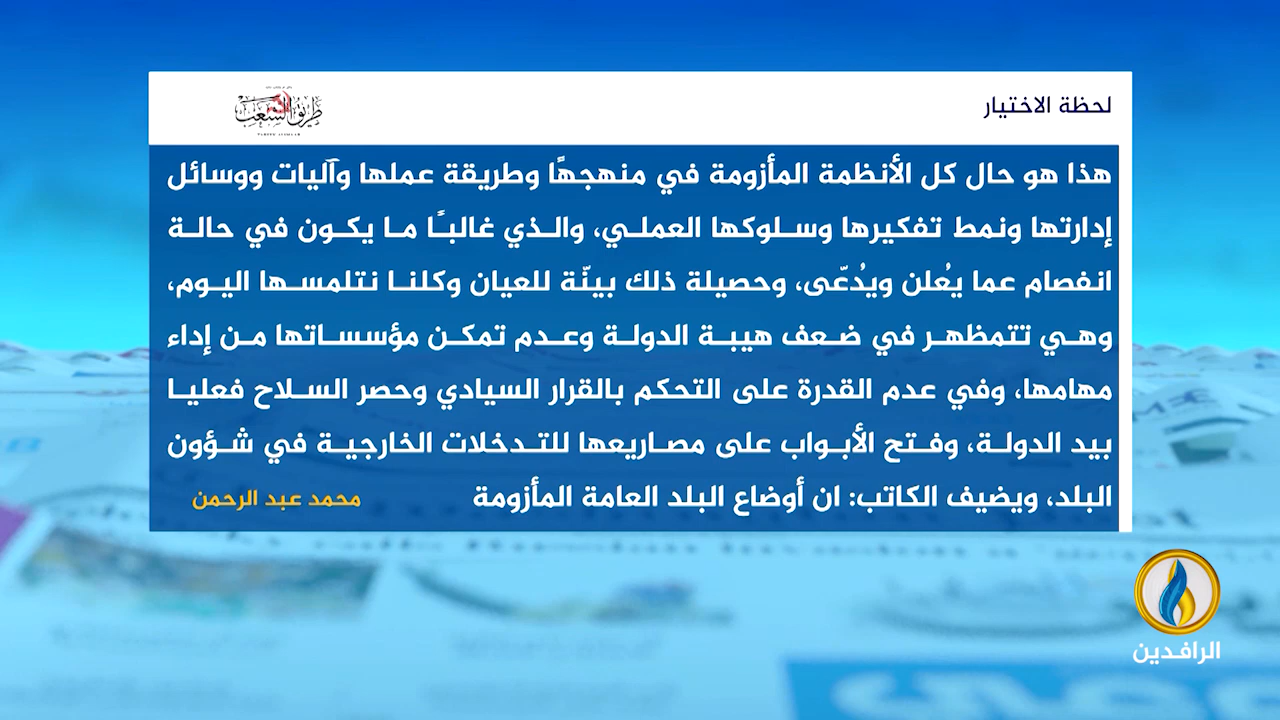 لحظة الاختيار
طريق الشعب
هذا هو حال كل الأنظمة المأزومة في منهجهًا وطريقة عملها وآليات ووسائل
إدارتها ونمط تفكيرها وسلوكها العملي، والذي غالبًا ما يكون في حالة
انفصام عما يُعلن ويُدّعى، وحصيلة ذلك بيّنة للعيان وكلنا نتلمسها اليوم،
وهي تتمظهر في ضعف هيبة الدولة وعدم تمكن مؤسساتها من إداء
مهامها، وفي عدم القدرة على التحكم بالقرار السيادي وحصر السلاح فعليا
بيد الدولة، وفتح الأبواب على مصاريعها للتدخلات الخارجية في شؤون
البلد، ويضيف الكاتب: ان أوضاع البلد العامة المأزومة
محمد عبد الرحمن
الرافدين